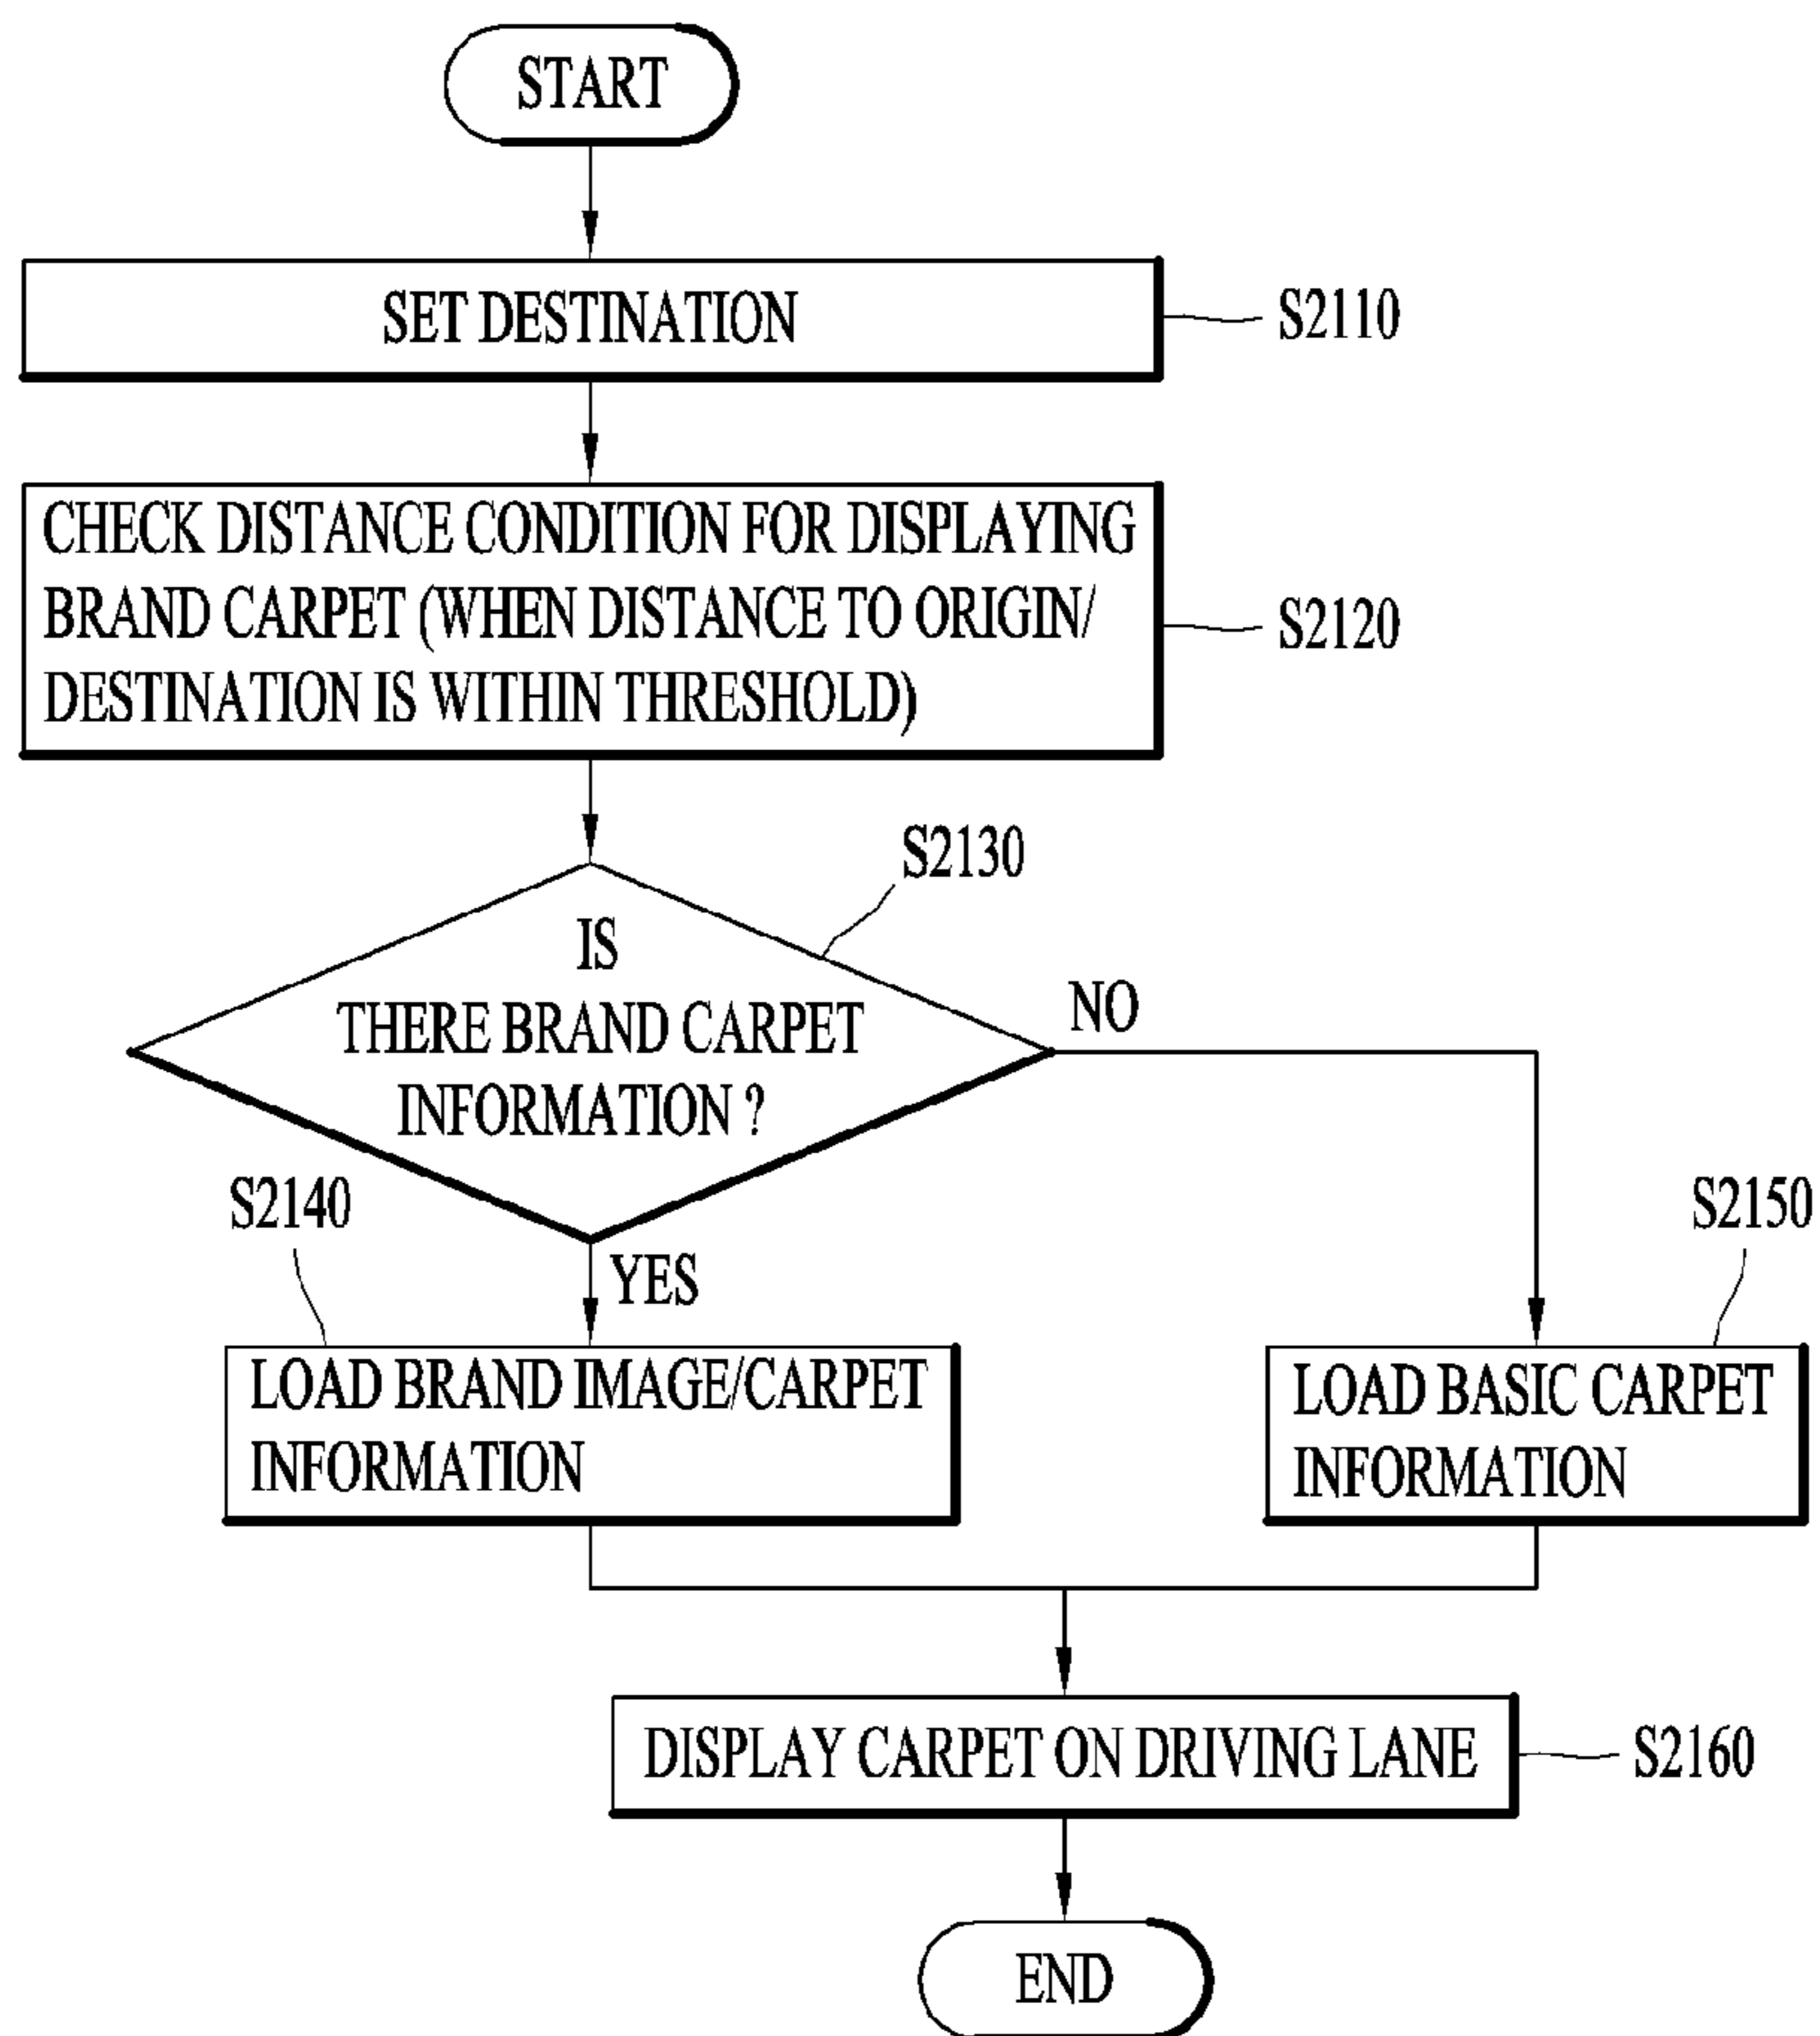 START
SET DESTINATION
S2110
CHECK DISTANCE CONDITION FOR DISPLAYING
BRAND CARPET (WHEN DISTANCE TO ORIGIN/
DESTINATION IS WITHIN THRESHOLD)
S2120
S2130
IS
THERE BRAND CARPET
INFORMATION ?
NO
YES
S2140
LOAD BRAND IMAGE/CARPET
INFORMATION
S2150
LOAD BASIC CARPET
INFORMATION
DISPLAY CARPET ON DRIVING LANE
S2160
END